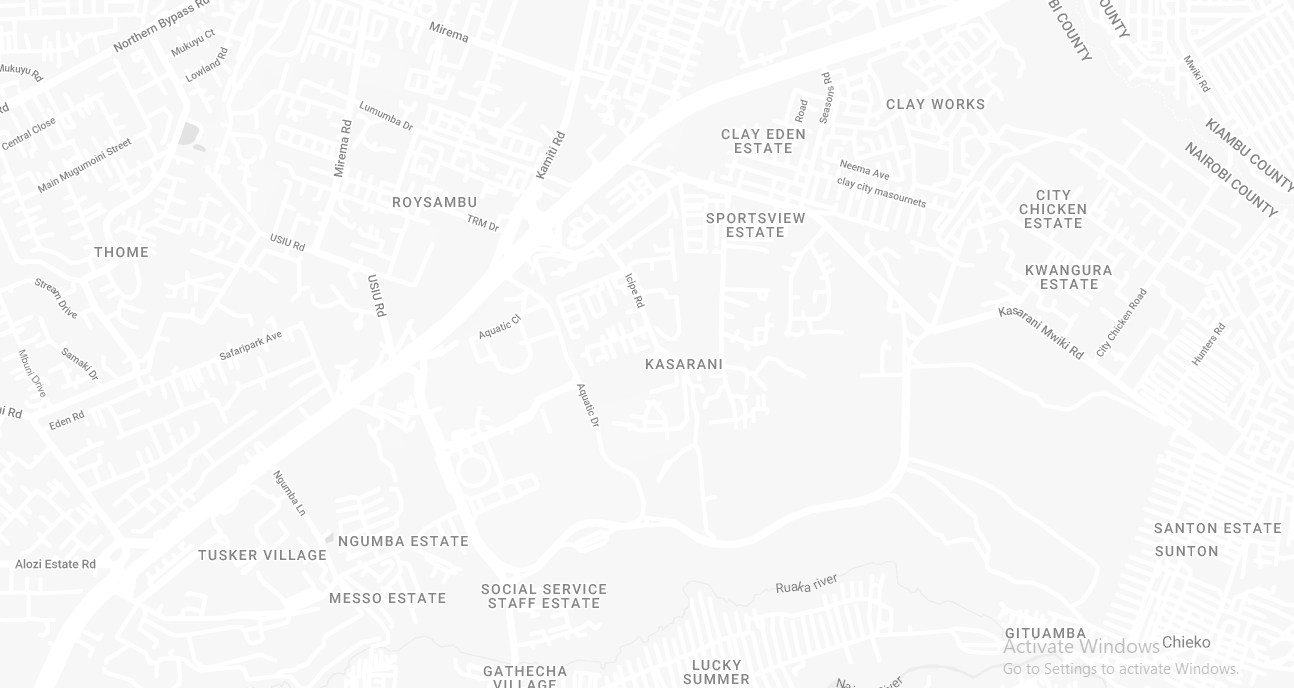 Northern Bypass Rd
Mukuyu Ct
Lowland Rd
Mukuyu Rd
Rd
Central Close
Main Mugumoini Street
Mirema
Lumumba Dr
Mirema Rd
Kamiti Rd
ROYSAMBU
TRM Dr
THOME
USIU Rd
USIU Rd
Stream Drive
Safaripark Ave
Samaki Dr
Mbuni Drive
Eden Rd
Aquatic Cl
Icipe Rd
KASARANI
Aquatic Dr
Seasons Rd
Road
CLAY WORKS
CLAY EDEN
ESTATE
Neema Ave
clay city masournets
SPORTSVIEW
ESTATE
BI COUNTY
OUNTY
Mwiki Rd
KIAMBU COUNTY
NAIROBI COUNTY
CITY
CHICKEN
ESTATE
KWANGURA
ESTATE
Kasarani Mwiki Rd
City Chicken Road
Hunters Rd
Ngumba Ln
NGUMBA ESTATE
TUSKER VILLAGE
Alozi Estate Rd
MESSO ESTATE
SOCIAL SERVICE
STAFF ESTATE
Ruaka river
SANTON ESTATE
SUNTON
GITUAMBA
Chieko
GATHECHA
VILLAGE
LUCKY
SUMMER
Activate Windows
Go to Settings to activate Windows.